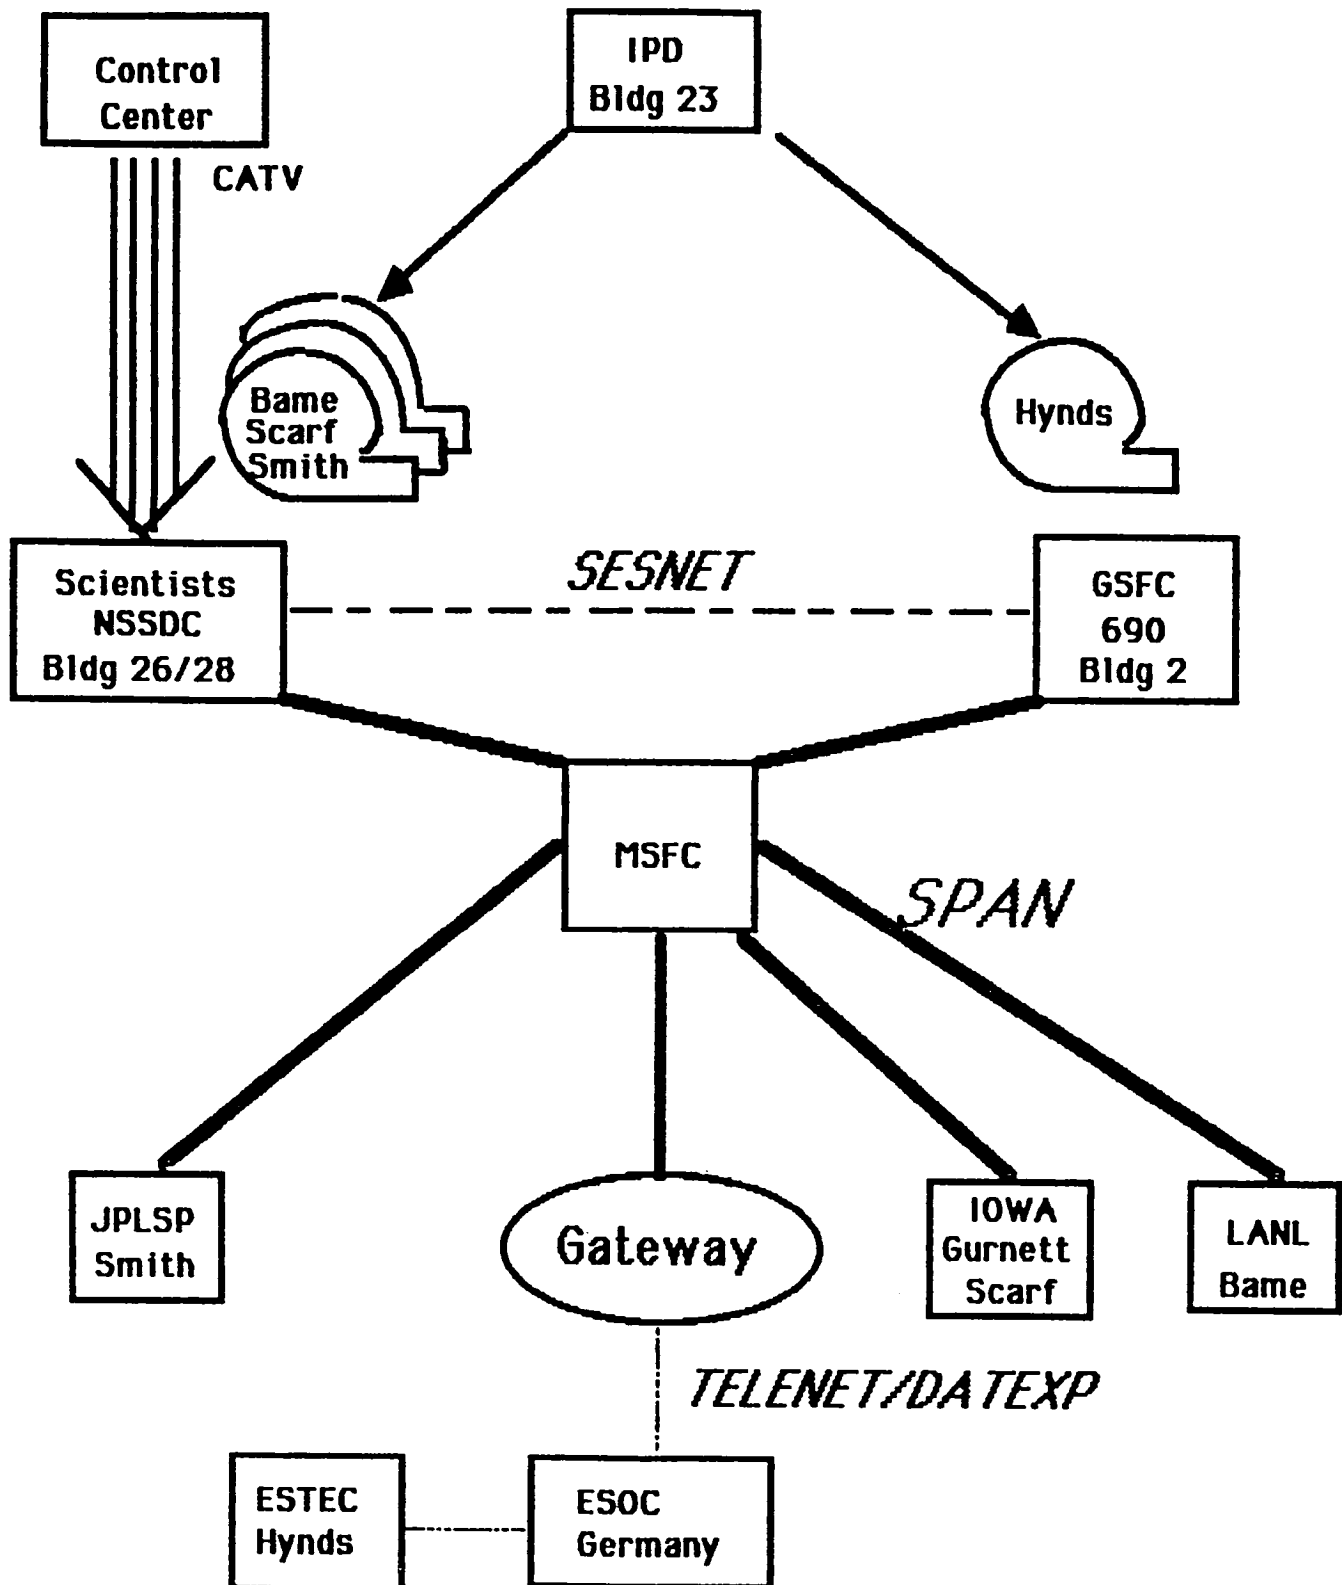 Control
Center
IPD
Bldg 23
CATV
Bame
Scarf
Smith
Hynds
Scientists
NSSDC
Bldg 26/28
SESNET
GSFC
690
Bldg 2
MSFC
SPAN
JPLSP
Smith
Gateway
IOWA
Gurnett
Scarf
LANL
Bame
TELENET/DATEXP
ESTEC
Hynds
ESOC
Germany